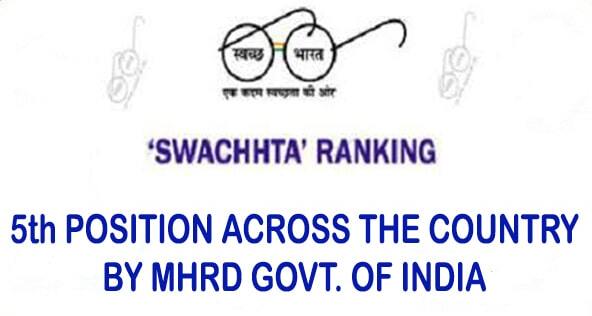 स्वच्छ भारत
एक कदम स्वच्छता की ओर
‘SWACHHTA’ RANKING
5th POSITION ACROSS THE COUNTRY
BY MHRD GOVT. OF INDIA